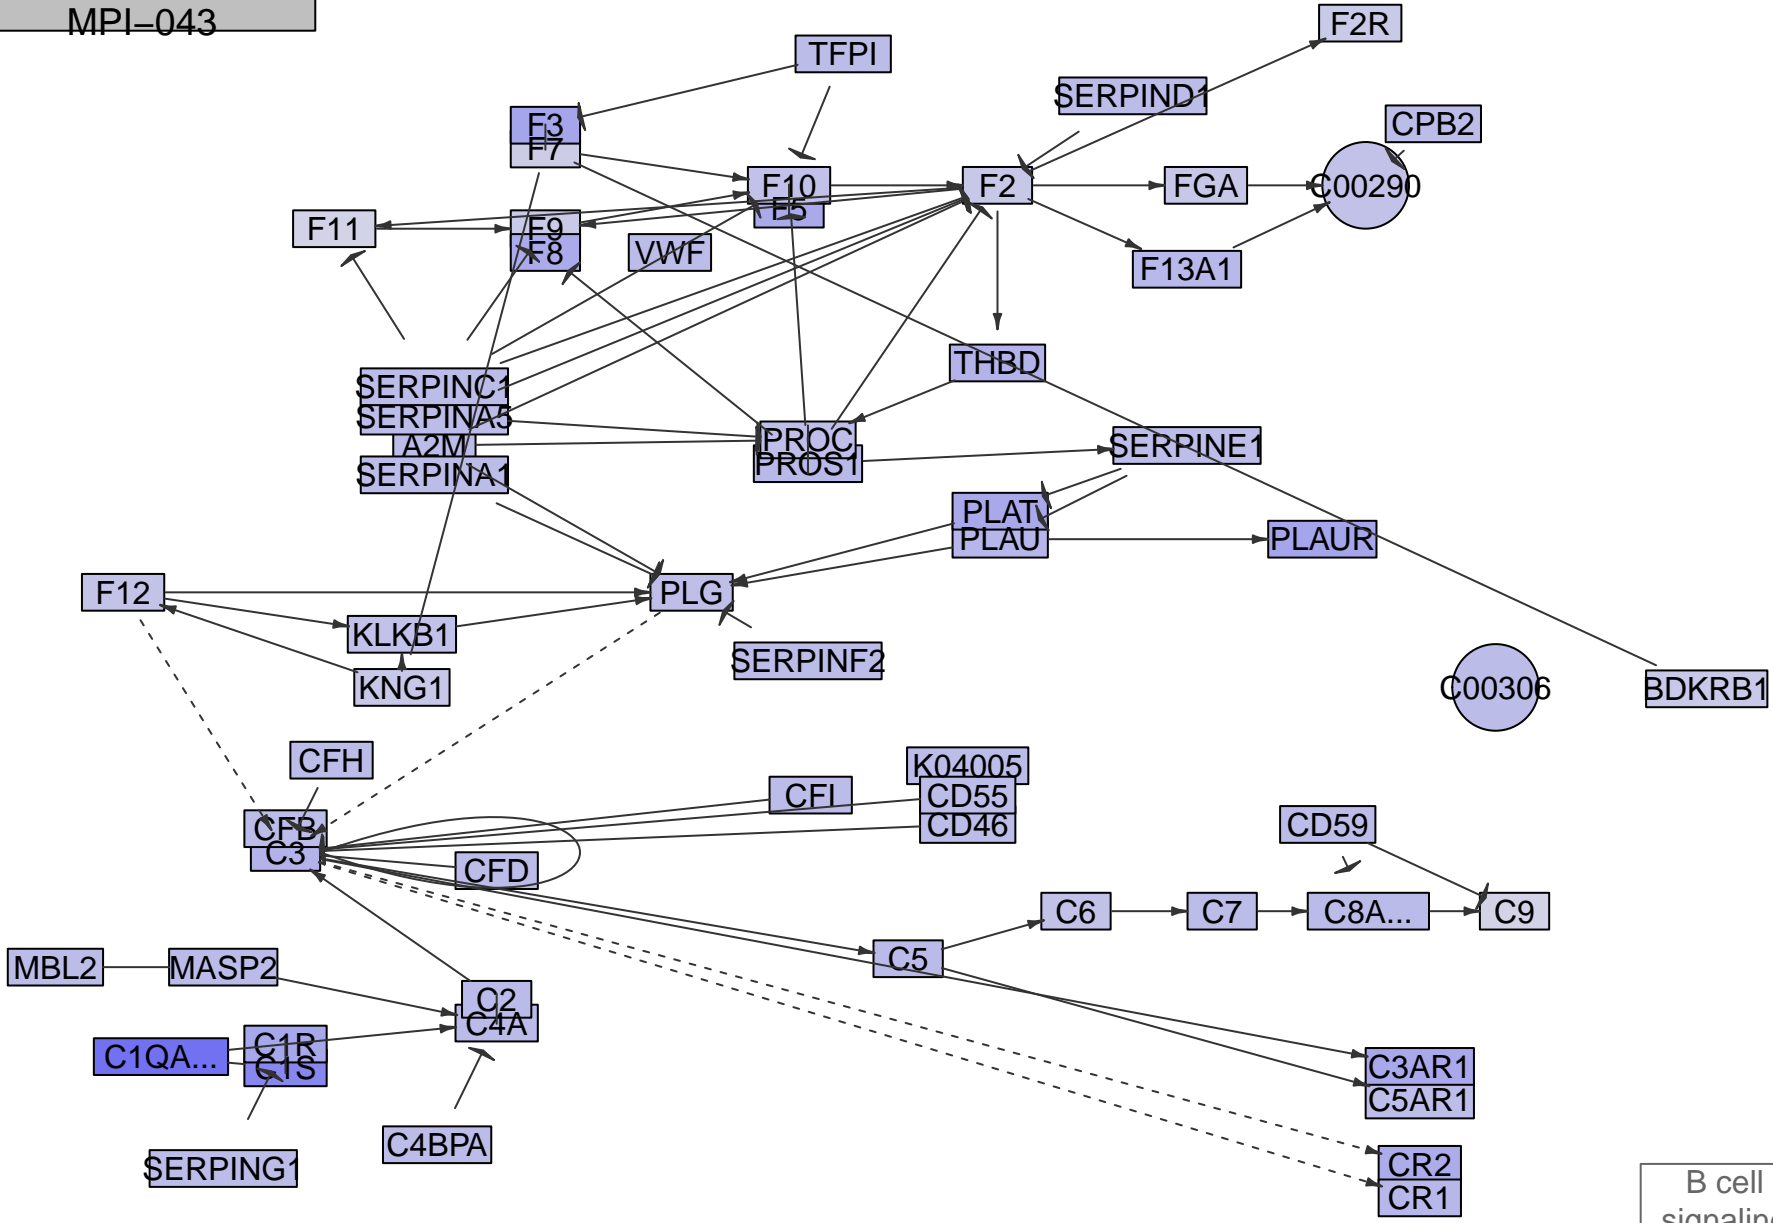 MPI–043
F2R
TFPI
SERPIND1
CPB2
F3
F7
F10
F5
F2
FGA
C00290
F11
F9
F8
VWF
F13A1
THBD
SERPINC1
SERPINA5
A2M
SERPINA1
PROC
PROS1
SERPINE1
PLAT
PLAU
PLAUR
F12
PLG
KLKB1
SERPINF2
KNG1
C00306
BDKRB1
CFH
K04005
CFI
CD55
CD46
CFB
C3
CFD
CD59
C6
C7
C8A...
C9
C5
MBL2
MASP2
C2
C4A
C1QA...
C1R
C1S
C3AR1
C5AR1
C4BPA
SERPING1
CR2
CR1
B cell
signaling